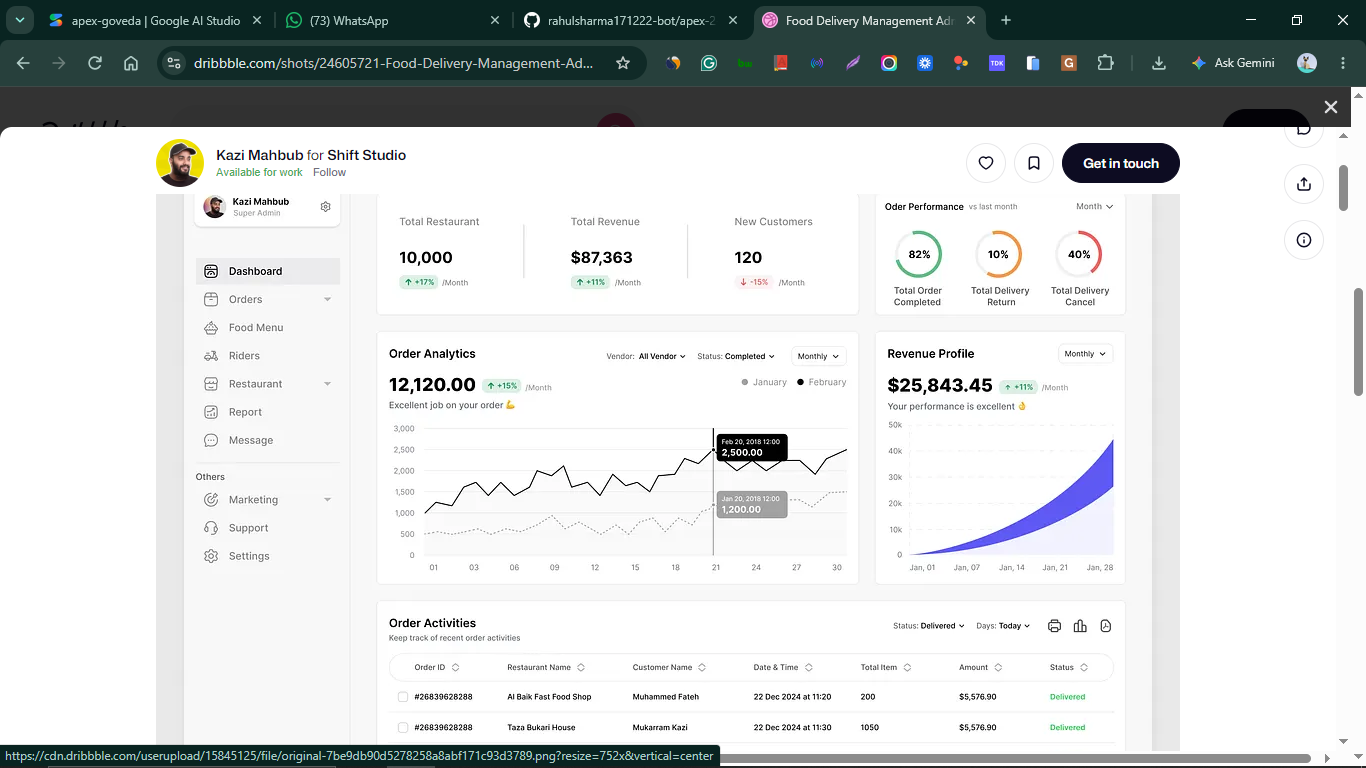 apex-goveda | Google AI Studio
(73) WhatsApp
rahulsharma171222-bot/apex-2
Food Delivery Management Adm
dribbble.com/shots/24605721-Food-Delivery-Management-Ad...
TDK
G
Ask Gemini
Kazi Mahbub for Shift Studio
Available for work Follow
Get in touch
Kazi Mahbub
Super Admin
Dashboard
Orders
Food Menu
Riders
Restaurant
Report
Message
Others
Marketing
Support
Settings
Total Restaurant
10,000
+17% /Month
Total Revenue
$87,363
+11% /Month
New Customers
120
-15% /Month
Oder Performance vs last month
Month
82%
Total Order
Completed
10%
Total Delivery
Return
40%
Total Delivery
Cancel
Order Analytics
Vendor: All Vendor
Status: Completed
Monthly
12,120.00 +15% /Month
January February
Excellent job on your order 💪
3,000
2,500
2,000
1,500
1,000
500
0
Feb 20, 2018 12:00
2,500.00
Jan 20, 2018 12:00
1,200.00
01 03 06 09 12 15 18 21 24 27 30
Revenue Profile
Monthly
$25,843.45 +11% /Month
Your performance is excellent 👌
50k
40k
30k
20k
10k
0
Jan, 01 Jan, 07 Jan, 14 Jan, 21 Jan, 28
Order Activities
Keep track of recent order activities
Status: Delivered
Days: Today
Order ID Restaurant Name Customer Name Date & Time Total Item Amount Status
#26839628288 Al Baik Fast Food Shop Muhammed Fateh 22 Dec 2024 at 11:20 200 $5,576.90 Delivered
#26839628288 Taza Bukari House Mukarram Kazi 22 Dec 2024 at 11:30 1050 $5,576.90 Delivered
https://cdn.dribbble.com/userupload/15845125/file/original-7be9db90d5278258a8abf171c93d3789.png?resize=752x&vertical=center